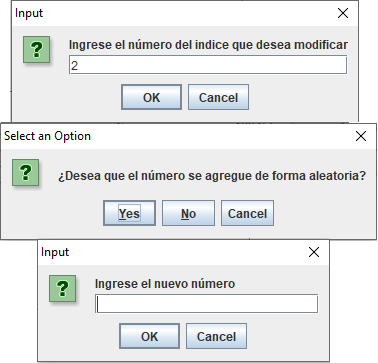 Input
Ingrese el número del indice que desea modificar
2
OK Cancel
Select an Option
¿Desea que el número se agregue de forma aleatoria?
Yes No Cancel
Input
Ingrese el nuevo número
OK Cancel